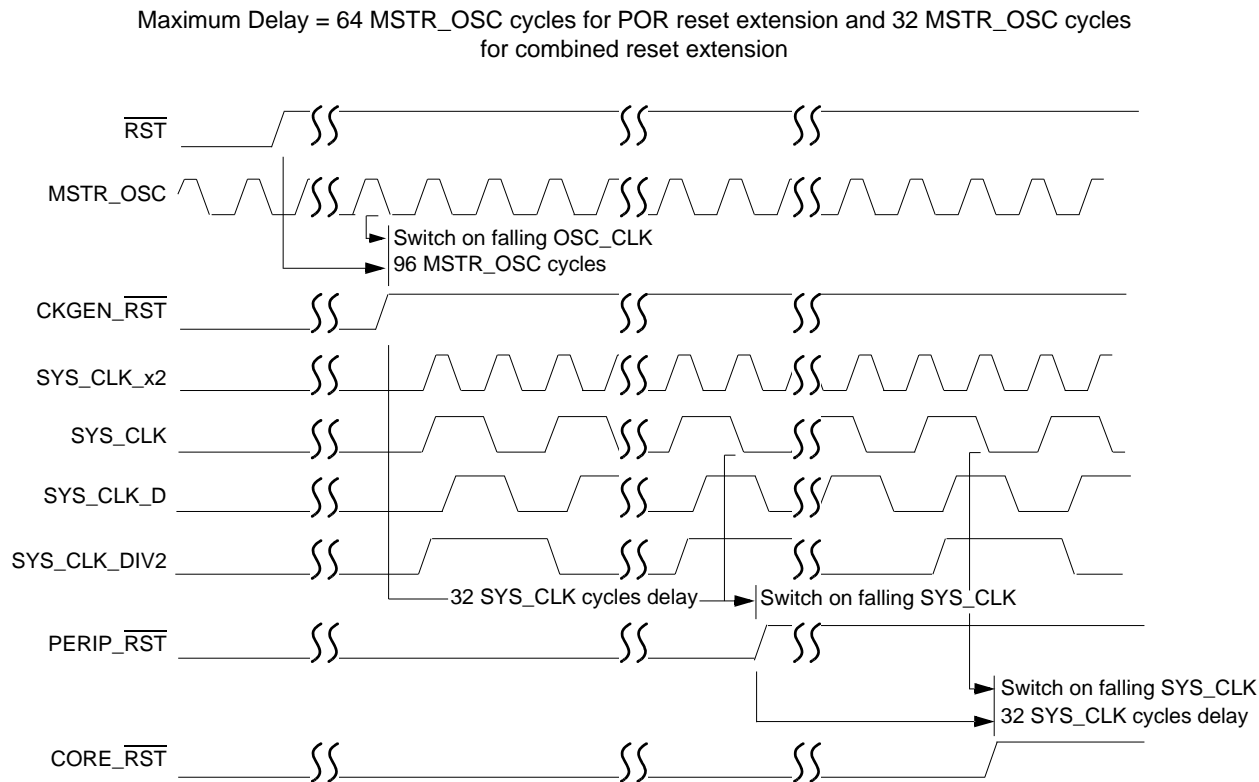 Maximum Delay = 64 MSTR_OSC cycles for POR reset extension and 32 MSTR_OSC cycles
for combined reset extension
RST
MSTR_OSC
Switch on falling OSC_CLK
96 MSTR_OSC cycles
CKGEN_RST
SYS_CLK_x2
SYS_CLK
SYS_CLK_D
SYS_CLK_DIV2
32 SYS_CLK cycles delay
Switch on falling SYS_CLK
PERIP_RST
Switch on falling SYS_CLK
32 SYS_CLK cycles delay
CORE_RST